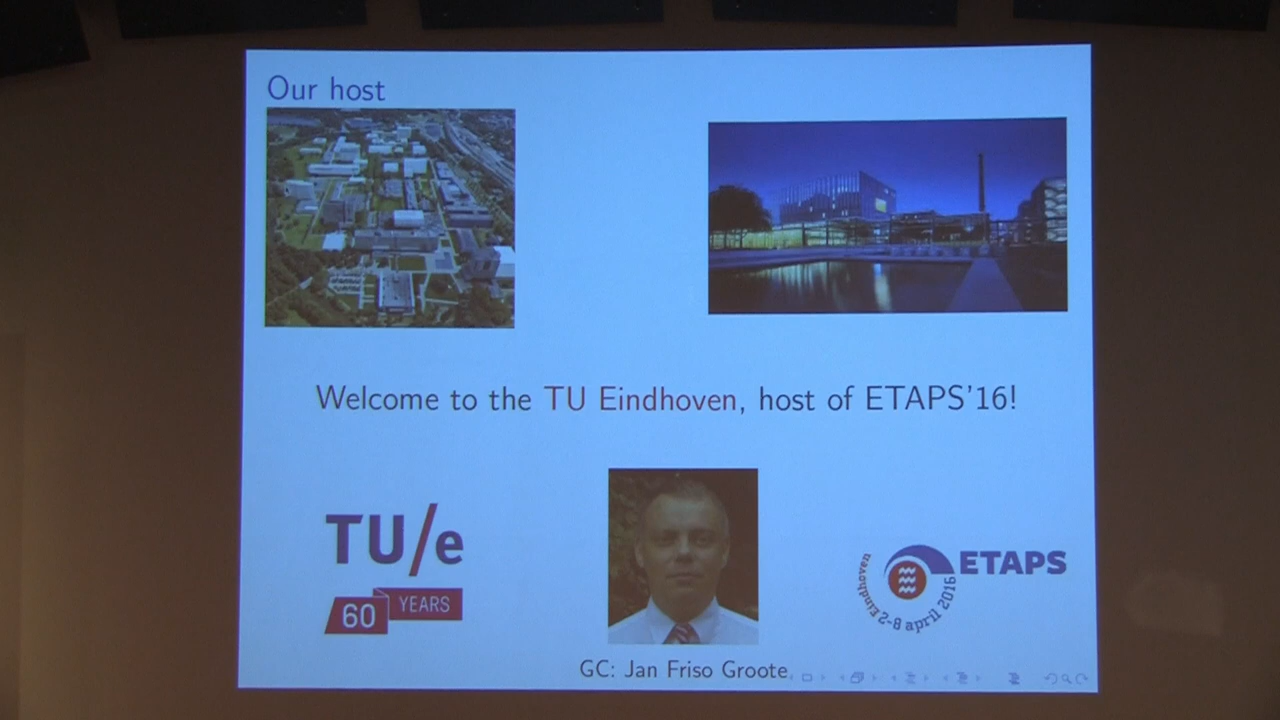 Our host
Welcome to the TU Eindhoven, host of ETAPS'16!
TU/e
60 YEARS
ETAPS
Eindhoven 2-8 april 2016
GC: Jan Friso Groote